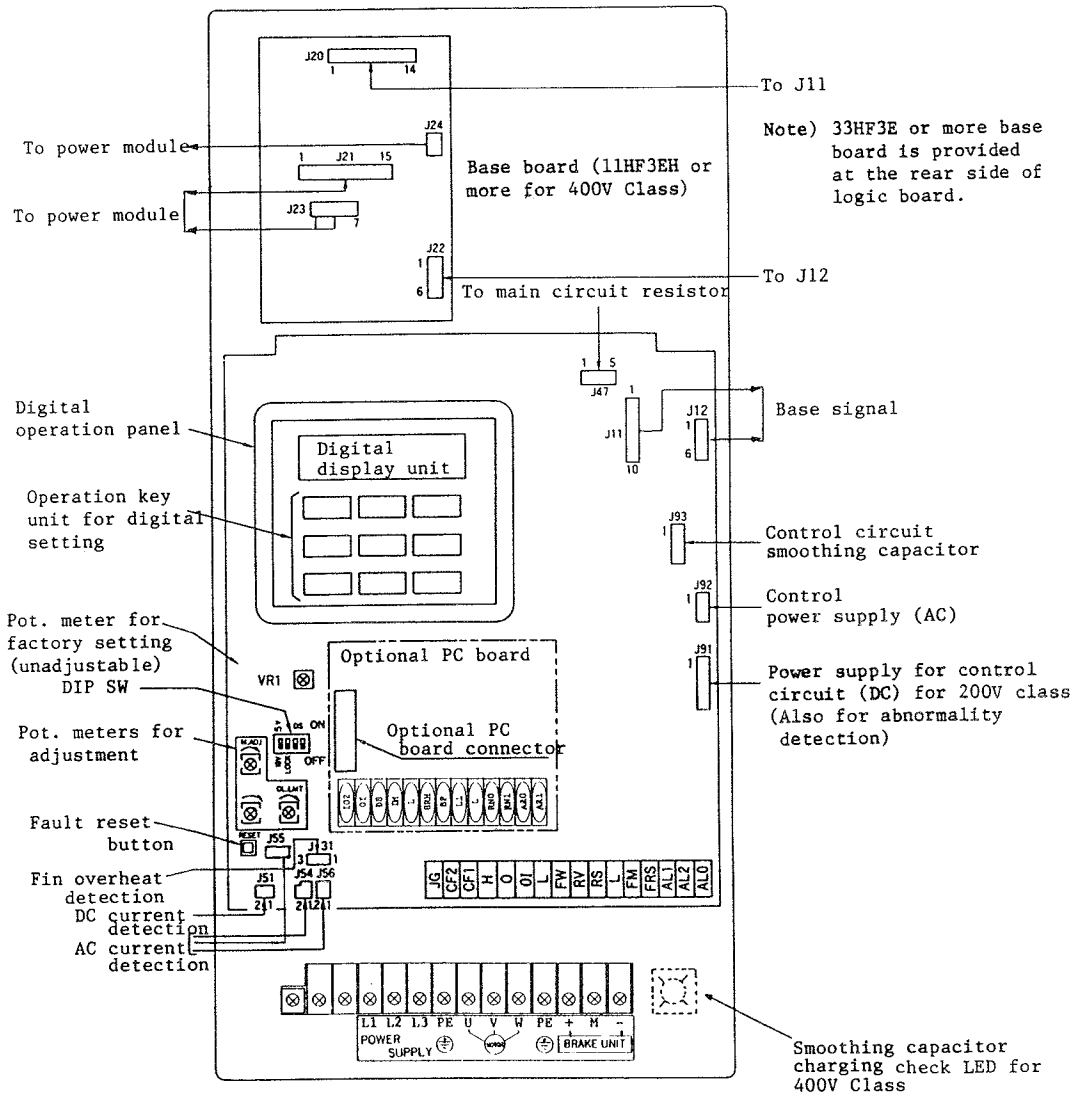 J20
1 14
To J11
J24
To power module
1 J21 15
Base board (11HF3EH or
more for 400V Class)
Note) 33HF3E or more base
board is provided
at the rear side of
logic board.
To power module
J23
7
J22
1
6
To J12
To main circuit resistor
1 5
J47
1
J11
10
J12
1
6
Base signal
Digital
operation panel
Digital
display unit
Operation key
unit for digital
setting
J93
1
Control circuit
smoothing capacitor
J92
1
Control
power supply (AC)
J91
1
Power supply for control
circuit (DC) for 200V class
(Also for abnormality
detection)
Pot. meter for
factory setting
(unadjustable)
VR1
DIP SW
Optional PC board
Optional PC
board connector
5V DS ON
10V LOCK OFF
Pot. meters for
adjustment
M.ADJ
OL.LMT
Fault reset
button
RESET
J55
J31
3 1
Fin overheat
detection
J51
2 1
J54 J56
2 1 2 1
DC current
detection
AC current
detection
L L1 L
JG CF2 CF1 H O OI L FW RV RS L FM FRS AL1 AL2 AL0
L1 L2 L3 PE U V W PE + M -
POWER
SUPPLY
MOTOR
BRAKE UNIT
Smoothing capacitor
charging check LED for
400V Class